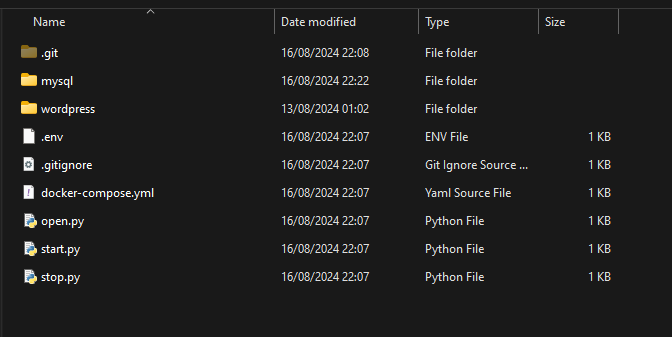 Name Date modified Type Size
.git 16/08/2024 22:08 File folder
mysql 16/08/2024 22:22 File folder
wordpress 13/08/2024 01:02 File folder
.env 16/08/2024 22:07 ENV File 1 KB
.gitignore 16/08/2024 22:07 Git Ignore Source ... 1 KB
docker-compose.yml 16/08/2024 22:07 Yaml Source File 1 KB
open.py 16/08/2024 22:07 Python File 1 KB
start.py 16/08/2024 22:07 Python File 1 KB
stop.py 16/08/2024 22:07 Python File 1 KB